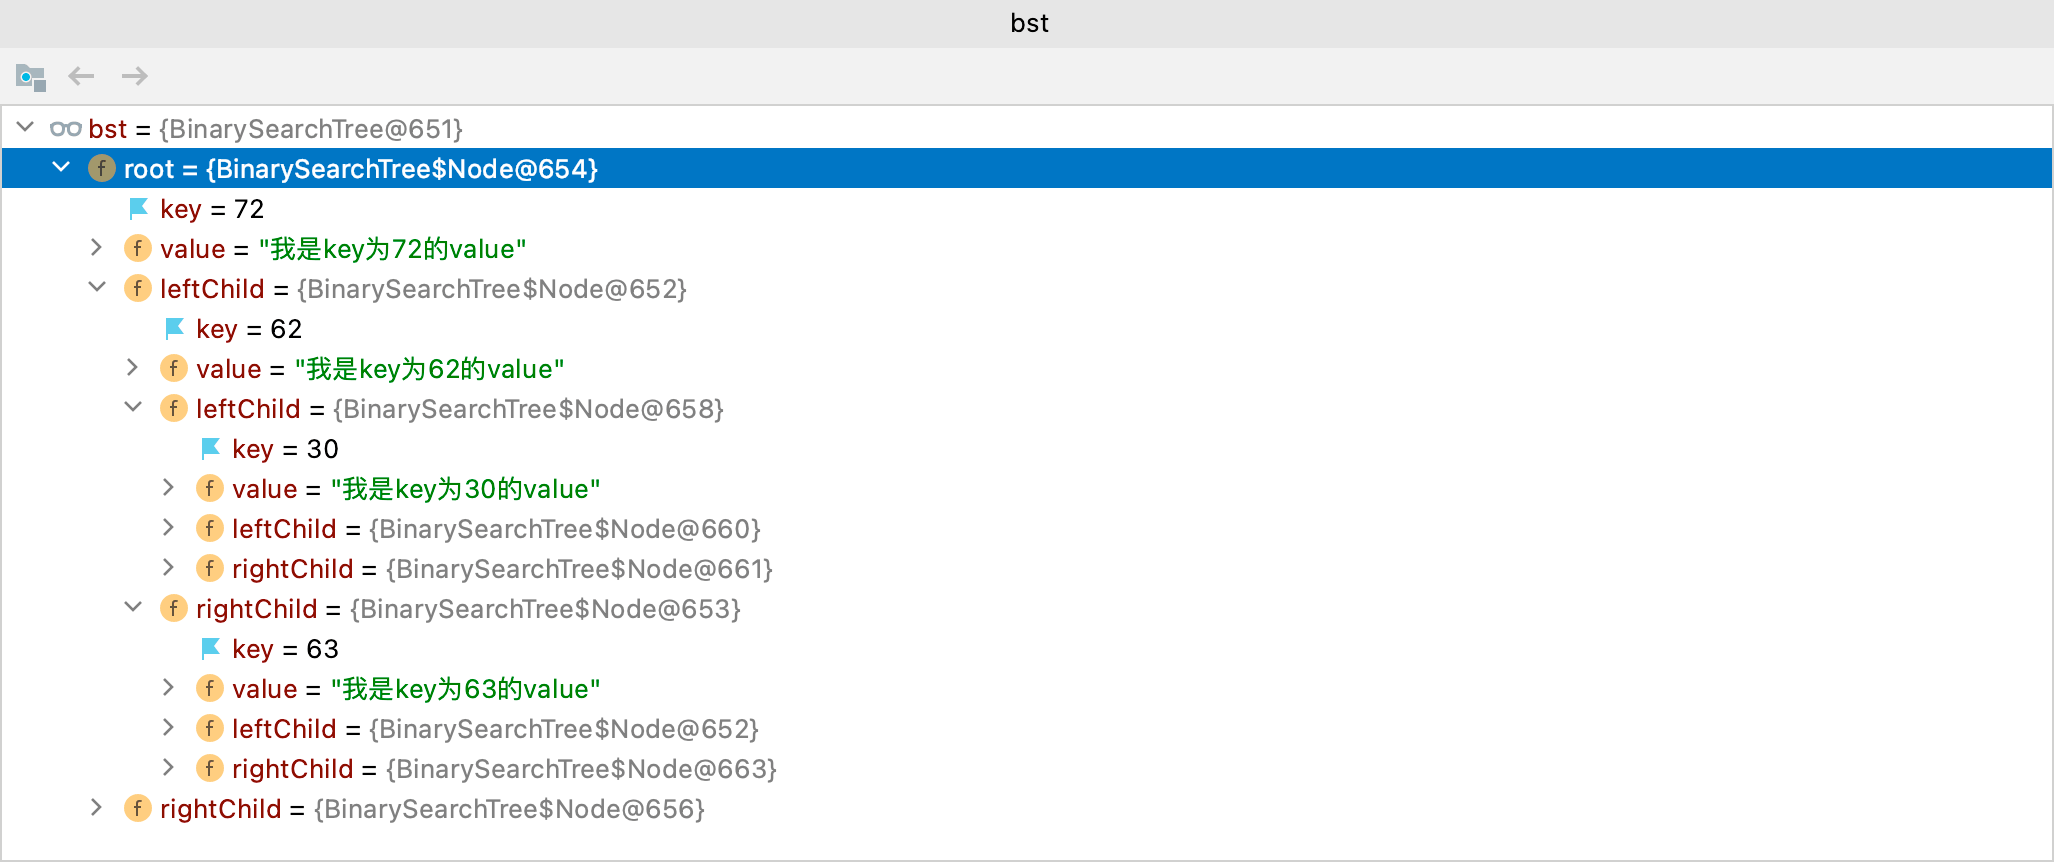 bst
bst = {BinarySearchTree@651}
f root = {BinarySearchTree$Node@654}
key = 72
f value = "我是key为72的value"
f leftChild = {BinarySearchTree$Node@652}
key = 62
f value = "我是key为62的value"
f leftChild = {BinarySearchTree$Node@658}
key = 30
f value = "我是key为30的value"
f leftChild = {BinarySearchTree$Node@660}
f rightChild = {BinarySearchTree$Node@661}
f rightChild = {BinarySearchTree$Node@653}
key = 63
f value = "我是key为63的value"
f leftChild = {BinarySearchTree$Node@652}
f rightChild = {BinarySearchTree$Node@663}
f rightChild = {BinarySearchTree$Node@656}